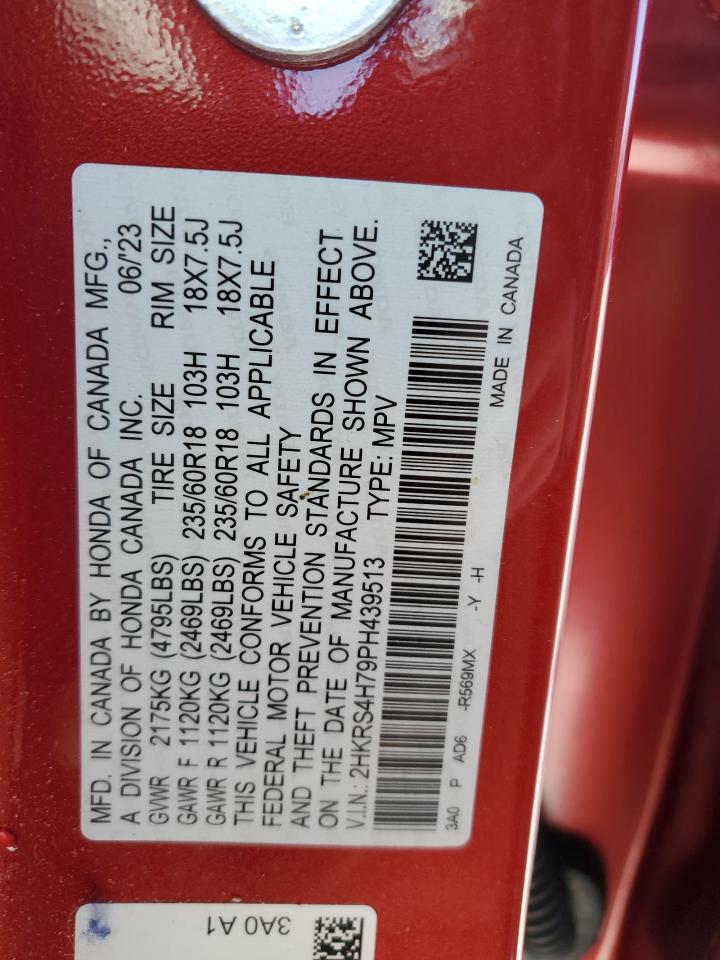 MFD. IN CANADA BY HONDA OF CANADA MFG.,
A DIVISION OF HONDA CANADA INC. 06/'23
GVWR 2175KG (4795LBS) TIRE SIZE RIM SIZE
GAWR F 1120KG (2469LBS) 235/60R18 103H 18X7.5J
GAWR R 1120KG (2469LBS) 235/60R18 103H 18X7.5J
THIS VEHICLE CONFORMS TO ALL APPLICABLE
FEDERAL MOTOR VEHICLE SAFETY
AND THEFT PREVENTION STANDARDS IN EFFECT
ON THE DATE OF MANUFACTURE SHOWN ABOVE.
V.I.N.: 2HKRS4H79PH439513 TYPE: MPV
3A0 P AD6 -R569MX -Y -H
MADE IN CANADA
3A0 A1